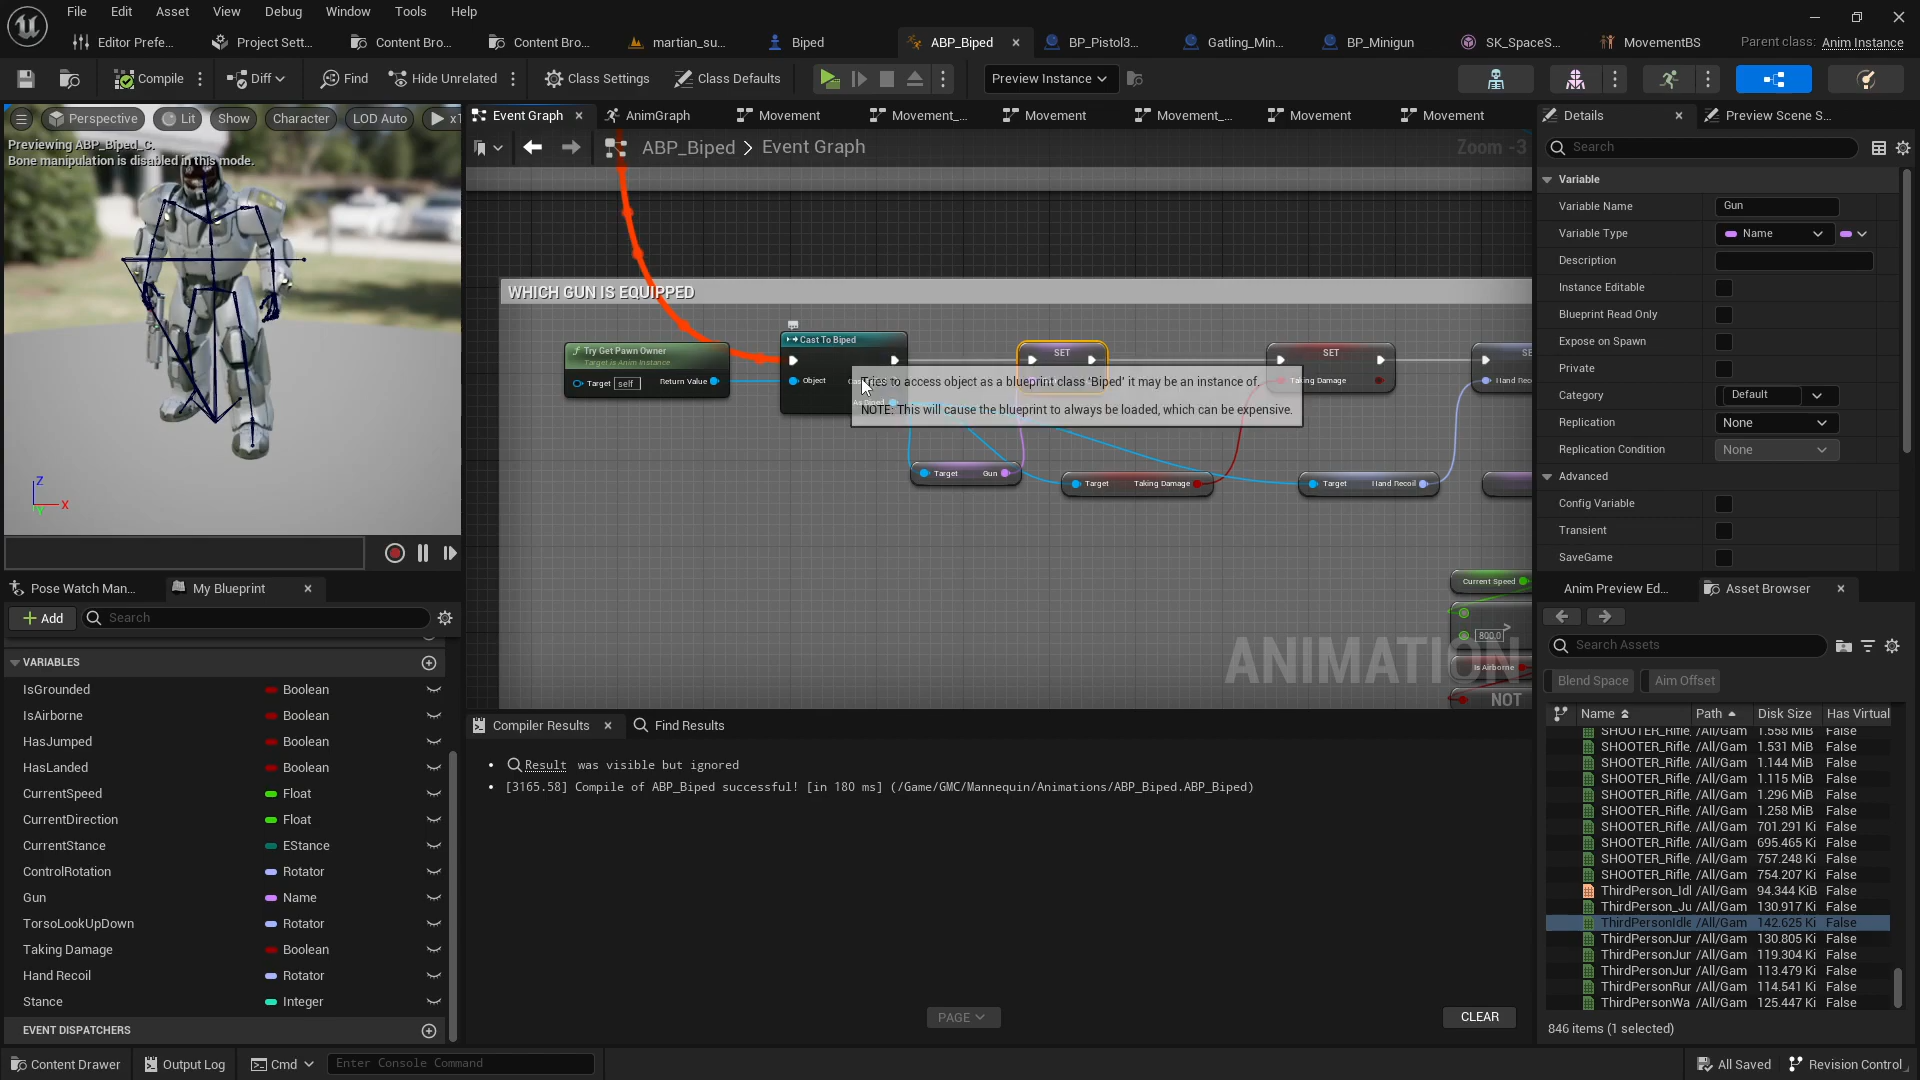 File Edit Asset View Debug Window Tools Help
Editor Prefe...
Project Sett...
Content Bro...
Content Bro...
martian_su...
Biped
ABP_Biped
BP_Pistol3...
Gatling_Min...
BP_Minigun
SK_SpaceS...
MovementBS
Parent class: Anim Instance
Compile
Diff
Find
Hide Unrelated
Class Settings
Class Defaults
Preview Instance
Perspective
Lit
Show
Character
LOD Auto
Previewing ABP_Biped_C.
Bone manipulation is disabled in this mode.
Z
X
Event Graph
AnimGraph
Movement
Movement_...
Movement
Movement_...
Movement
Movement
ABP_Biped > Event Graph
Zoom -3
WHICH GUN IS EQUIPPED
Try Get Pawn Owner
Target is Anim Instance
Target self
Return Value
Cast To Biped
Object
As Biped
SET
SET
Taking Damage
Tries to access object as a blueprint class 'Biped' it may be an instance of.
NOTE: This will cause the blueprint to always be loaded, which can be expensive.
Target Gun
Target Taking Damage
Target Hand Recoil
Current Speed
800.0
Is Airborne
NOT
ANIMATION
Details
Preview Scene S...
Search
Variable
Variable Name Gun
Variable Type Name
Description
Instance Editable
Blueprint Read Only
Expose on Spawn
Private
Category Default
Replication None
Replication Condition None
Advanced
Config Variable
Transient
SaveGame
Pose Watch Man...
My Blueprint
Add
Search
VARIABLES
IsGrounded Boolean
IsAirborne Boolean
HasJumped Boolean
HasLanded Boolean
CurrentSpeed Float
CurrentDirection Float
CurrentStance EStance
ControlRotation Rotator
Gun Name
TorsoLookUpDown Rotator
Taking Damage Boolean
Hand Recoil Rotator
Stance Integer
EVENT DISPATCHERS
Compiler Results
Find Results
Result was visible but ignored
[3165.58] Compile of ABP_Biped successful! [in 180 ms] (/Game/GMC/Mannequin/Animations/ABP_Biped.ABP_Biped)
PAGE
CLEAR
Anim Preview Ed...
Asset Browser
Search Assets
Blend Space
Aim Offset
Name Path Disk Size Has Virtual
SHOOTER_Rifle, /All/Gam 1.558 MiB False
SHOOTER_Rifle, /All/Gam 1.531 MiB False
SHOOTER_Rifle, /All/Gam 1.144 MiB False
SHOOTER_Rifle, /All/Gam 1.115 MiB False
SHOOTER_Rifle, /All/Gam 1.296 MiB False
SHOOTER_Rifle, /All/Gam 1.258 MiB False
SHOOTER_Rifle, /All/Gam 701.291 Ki False
SHOOTER_Rifle, /All/Gam 695.465 Ki False
SHOOTER_Rifle, /All/Gam 757.248 Ki False
SHOOTER_Rifle, /All/Gam 754.207 Ki False
ThirdPerson_Idl /All/Gam 94.344 KiB False
ThirdPerson_Ju /All/Gam 130.917 Ki False
ThirdPersonIdle /All/Gam 142.625 Ki False
ThirdPersonJur /All/Gam 130.805 Ki False
ThirdPersonJur /All/Gam 119.304 Ki False
ThirdPersonJur /All/Gam 113.479 Ki False
ThirdPersonRur /All/Gam 114.541 Ki False
ThirdPersonWa /All/Gam 125.447 Ki False
846 items (1 selected)
Content Drawer
Output Log
Cmd
Enter Console Command
All Saved
Revision Control